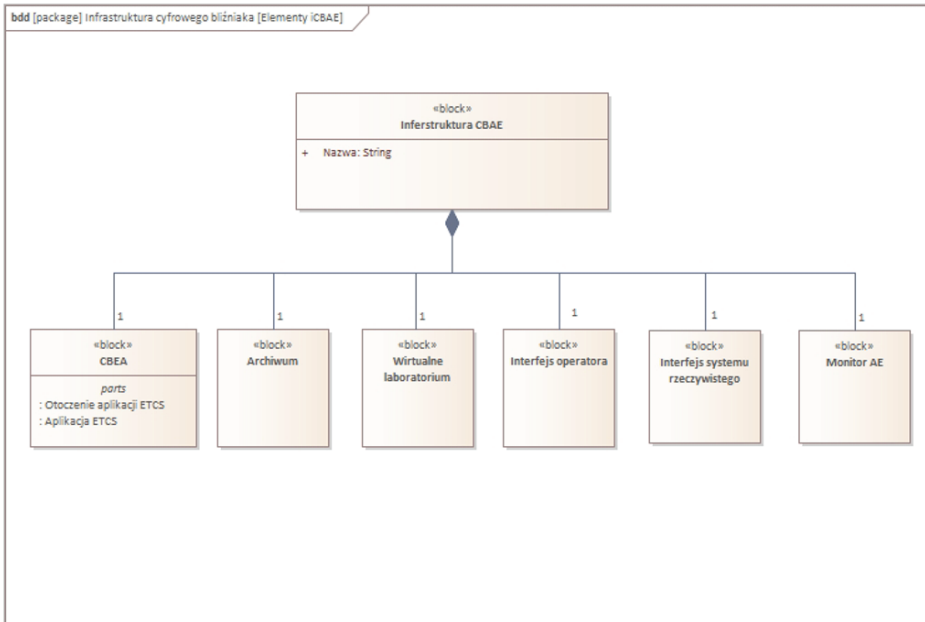 bdd [package] Infrastruktura cyfrowego bliźniaka [Elementy iCBAE]
«block»
Inferstruktura CBAE
+ Nazwa: String
1 1 1 1 1 1
«block»
CBEA
parts
: Otoczenie aplikacji ETCS
: Aplikacja ETCS
«block»
Archiwum
«block»
Wirtualne
laboratorium
«block»
Interfejs operatora
«block»
Interfejs systemu
rzeczywistego
«block»
Monitor AE